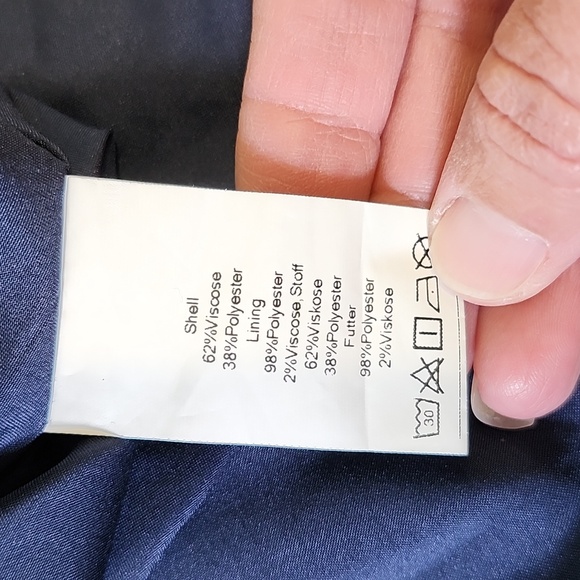 Shell
62%Viscose
38%Polyester
Lining
98%Polyester
2%Viscose, Stoff
62%Viskose
38%Polyester
Futter
98%Polyester
2%Viskose
30